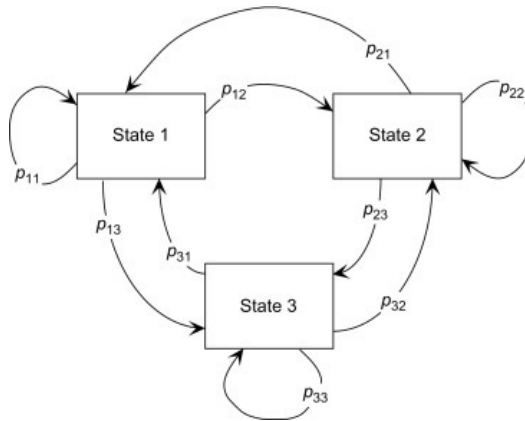 p21
p12
p22
State 1
State 2
p11
p13
p23
p31
State 3
p32
p33